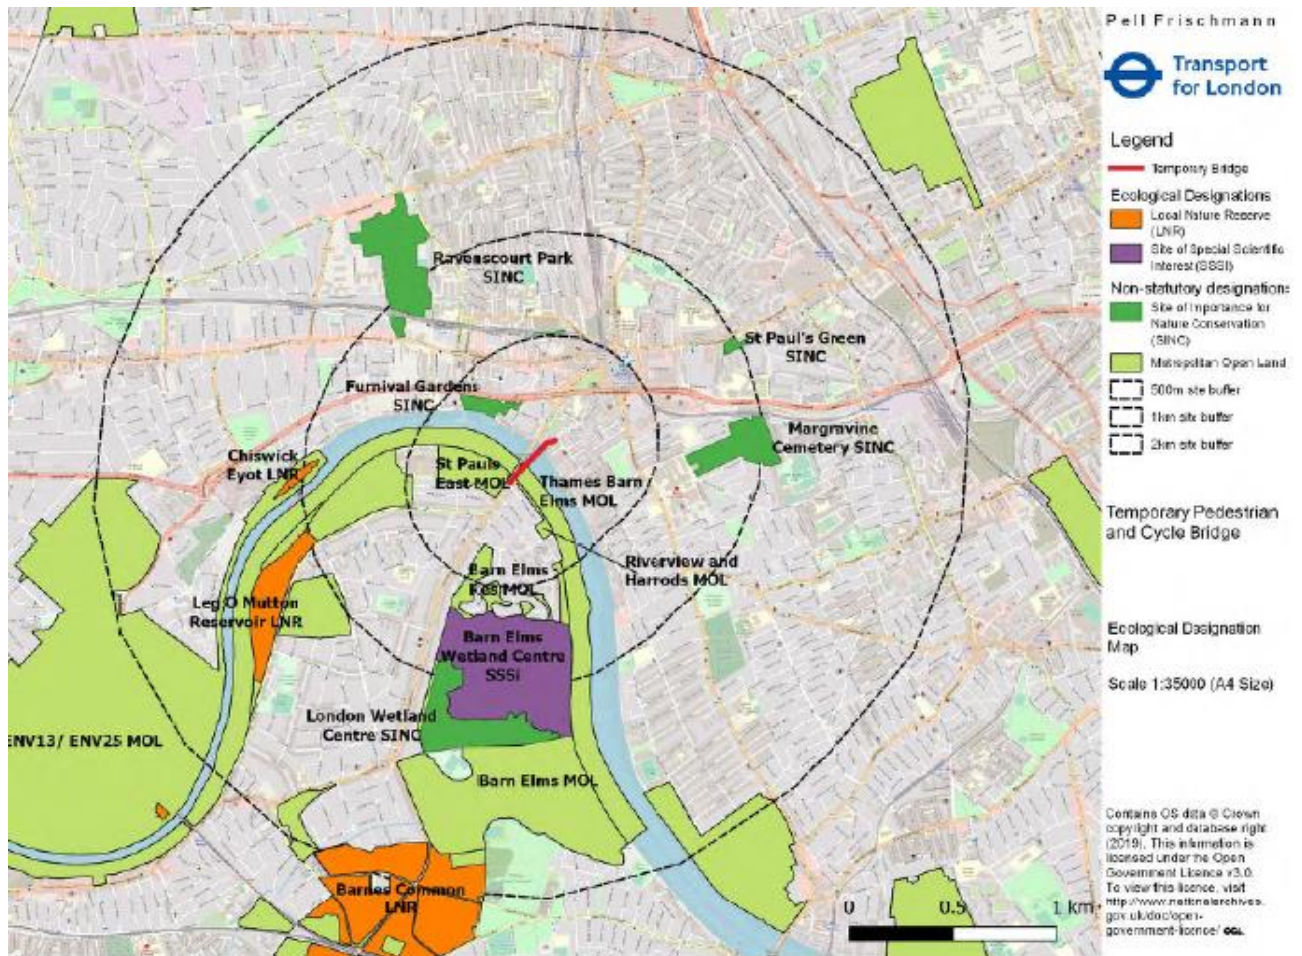 Pell Frischmann
Transport
for London
Legend
Temporary Bridge
Ecological Designations
Local Nature Reserve
(LNR)
Site of Special Scientific
Interest (SSSI)
Non-statutory designations
Site of Importance for
Nature Conservation
(SINC)
Metropolitan Open Land
500m site buffer
1km site buffer
2km site buffer
Temporary Pedestrian
and Cycle Bridge
Ecological Designation
Map
Scale 1:35000 (A4 Size)
Contains OS data © Crown
copyright and database right
(2019). This information is
licensed under the Open
Government Licence v3.0.
To view this licence, visit
http://www.nationalarchives.
gov.uk/doc/open-
government-licence/ OGL
Ravenscourt Park
SINC
St Paul's Green
SINC
Furnival Gardens
SINC
Margravine
Cemetery SINC
Chiswick
Eyot LNR
St Pauls
East MOL
Thames Barn
Elms MOL
Riverview and
Harrods MOL
Barn Elms
Res MOL
Leg O Mutton
Reservoir LNR
Barn Elms
Wetland Centre
SSSi
London Wetland
Centre SINC
ENV13/ ENV25 MOL
Barn Elms MOL
Barnes Common
LNR
0 0.5 1 km